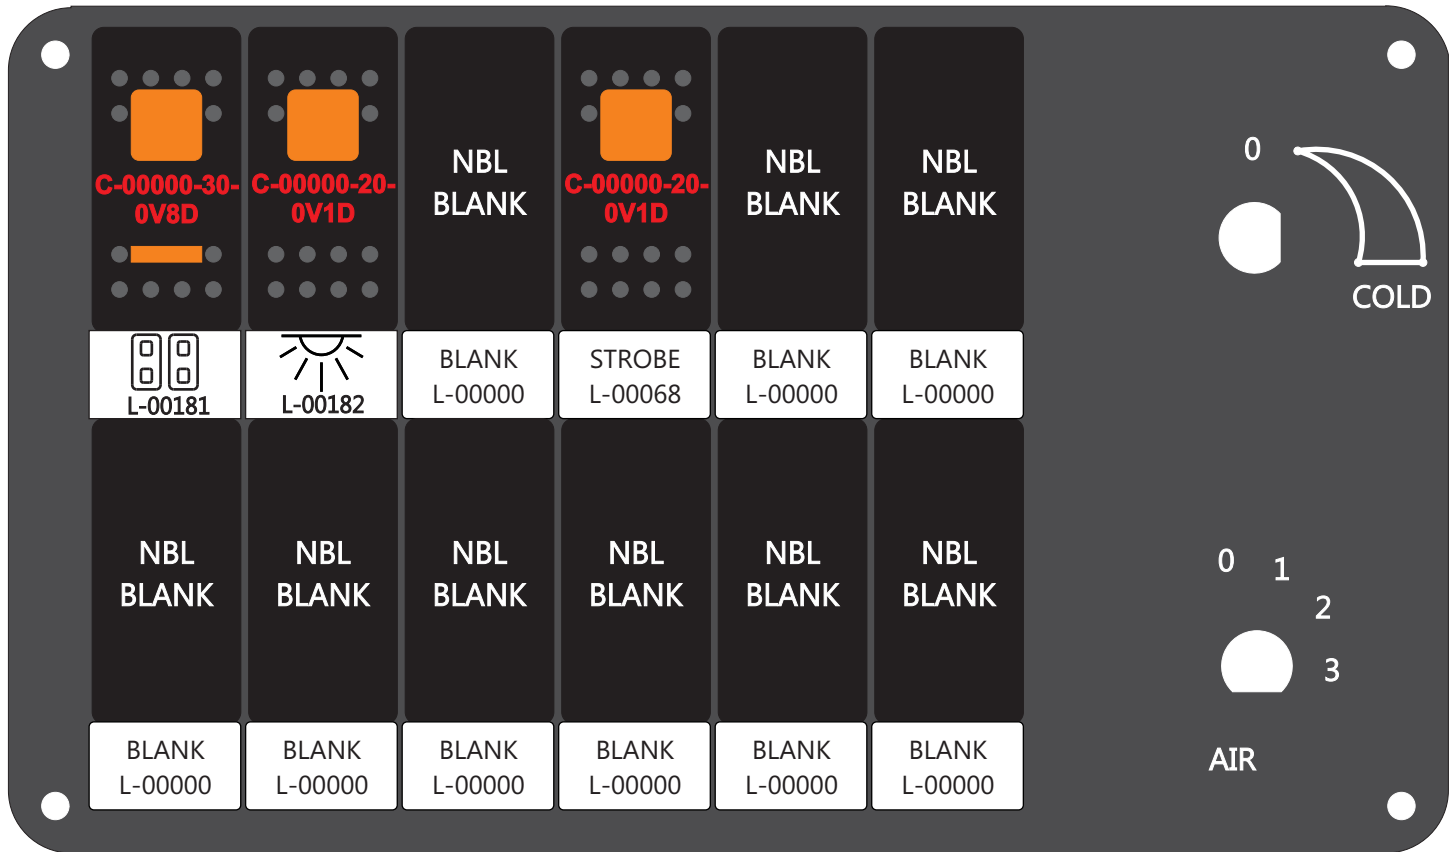 C-00000-30-
0V8D
C-00000-20-
0V1D
NBL
BLANK
C-00000-20-
0V1D
NBL
BLANK
NBL
BLANK
L-00181
L-00182
BLANK
L-00000
STROBE
L-00068
BLANK
L-00000
BLANK
L-00000
NBL
BLANK
NBL
BLANK
NBL
BLANK
NBL
BLANK
NBL
BLANK
NBL
BLANK
BLANK
L-00000
BLANK
L-00000
BLANK
L-00000
BLANK
L-00000
BLANK
L-00000
BLANK
L-00000
0
COLD
0
1
2
3
AIR